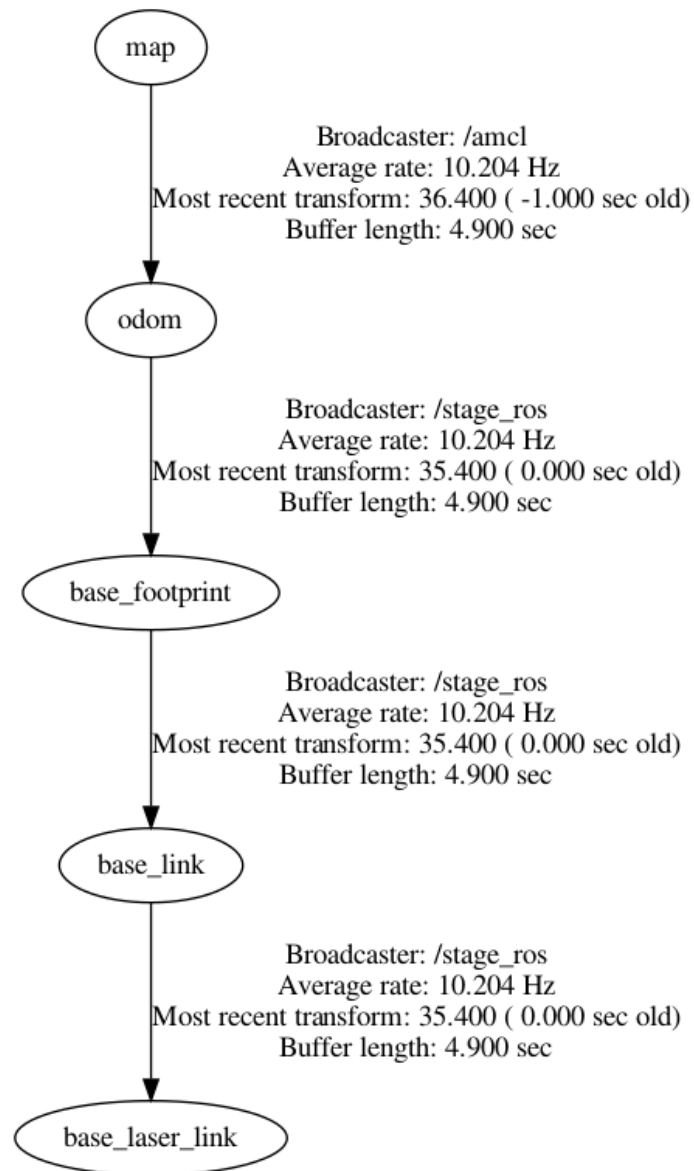 map
Broadcaster: /amcl
Average rate: 10.204 Hz
Most recent transform: 36.400 ( -1.000 sec old)
Buffer length: 4.900 sec
odom
Broadcaster: /stage_ros
Average rate: 10.204 Hz
Most recent transform: 35.400 ( 0.000 sec old)
Buffer length: 4.900 sec
base_footprint
Broadcaster: /stage_ros
Average rate: 10.204 Hz
Most recent transform: 35.400 ( 0.000 sec old)
Buffer length: 4.900 sec
base_link
Broadcaster: /stage_ros
Average rate: 10.204 Hz
Most recent transform: 35.400 ( 0.000 sec old)
Buffer length: 4.900 sec
base_laser_link